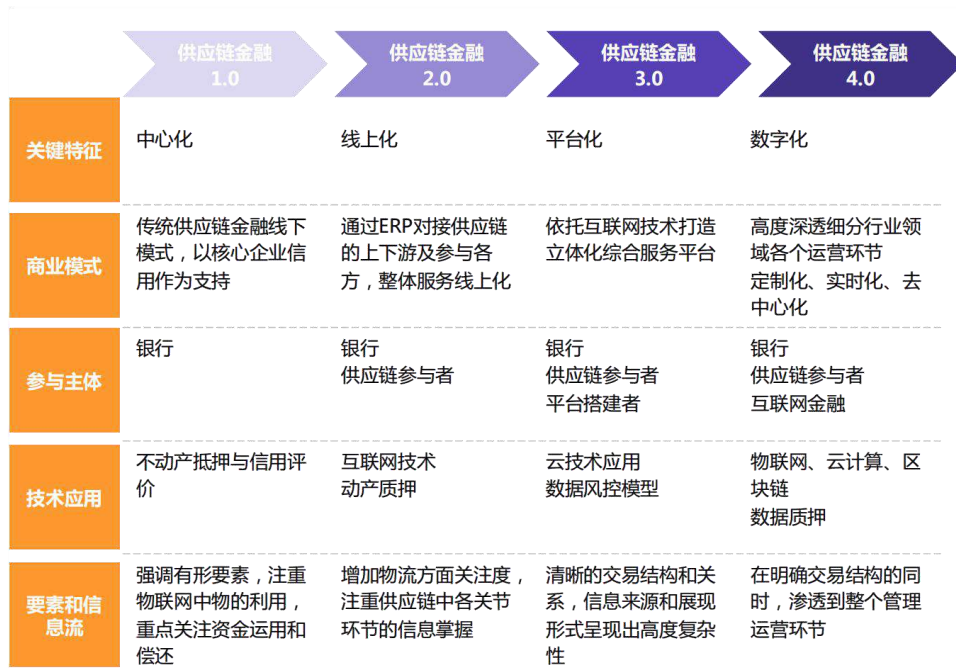 供应链金融
1.0
供应链金融
2.0
供应链金融
3.0
供应链金融
4.0
关键特征
中心化
线上化
平台化
数字化
商业模式
传统供应链金融线下
模式，以核心企业信
用作为支持
通过ERP对接供应链
的上下游及参与各
方，整体服务线上化
依托互联网技术打造
立体化综合服务平台
高度深透细分行业领
域各个运营环节
定制化、实时化、去
中心化
参与主体
银行
银行
供应链参与者
银行
供应链参与者
平台搭建者
银行
供应链参与者
互联网金融
技术应用
不动产抵押与信用评
价
互联网技术
动产质押
云技术应用
数据风控模型
物联网、云计算、区
块链
数据质押
要素和信
息流
强调有形要素，注重
物联网中物的利用，
重点关注资金运用和
偿还
增加物流方面关注度，
注重供应链中各关节
环节的信息掌握
清晰的交易结构和关
系，信息来源和展现
形式呈现出高度复杂
性
在明确交易结构的同
时，渗透到整个管理
运营环节